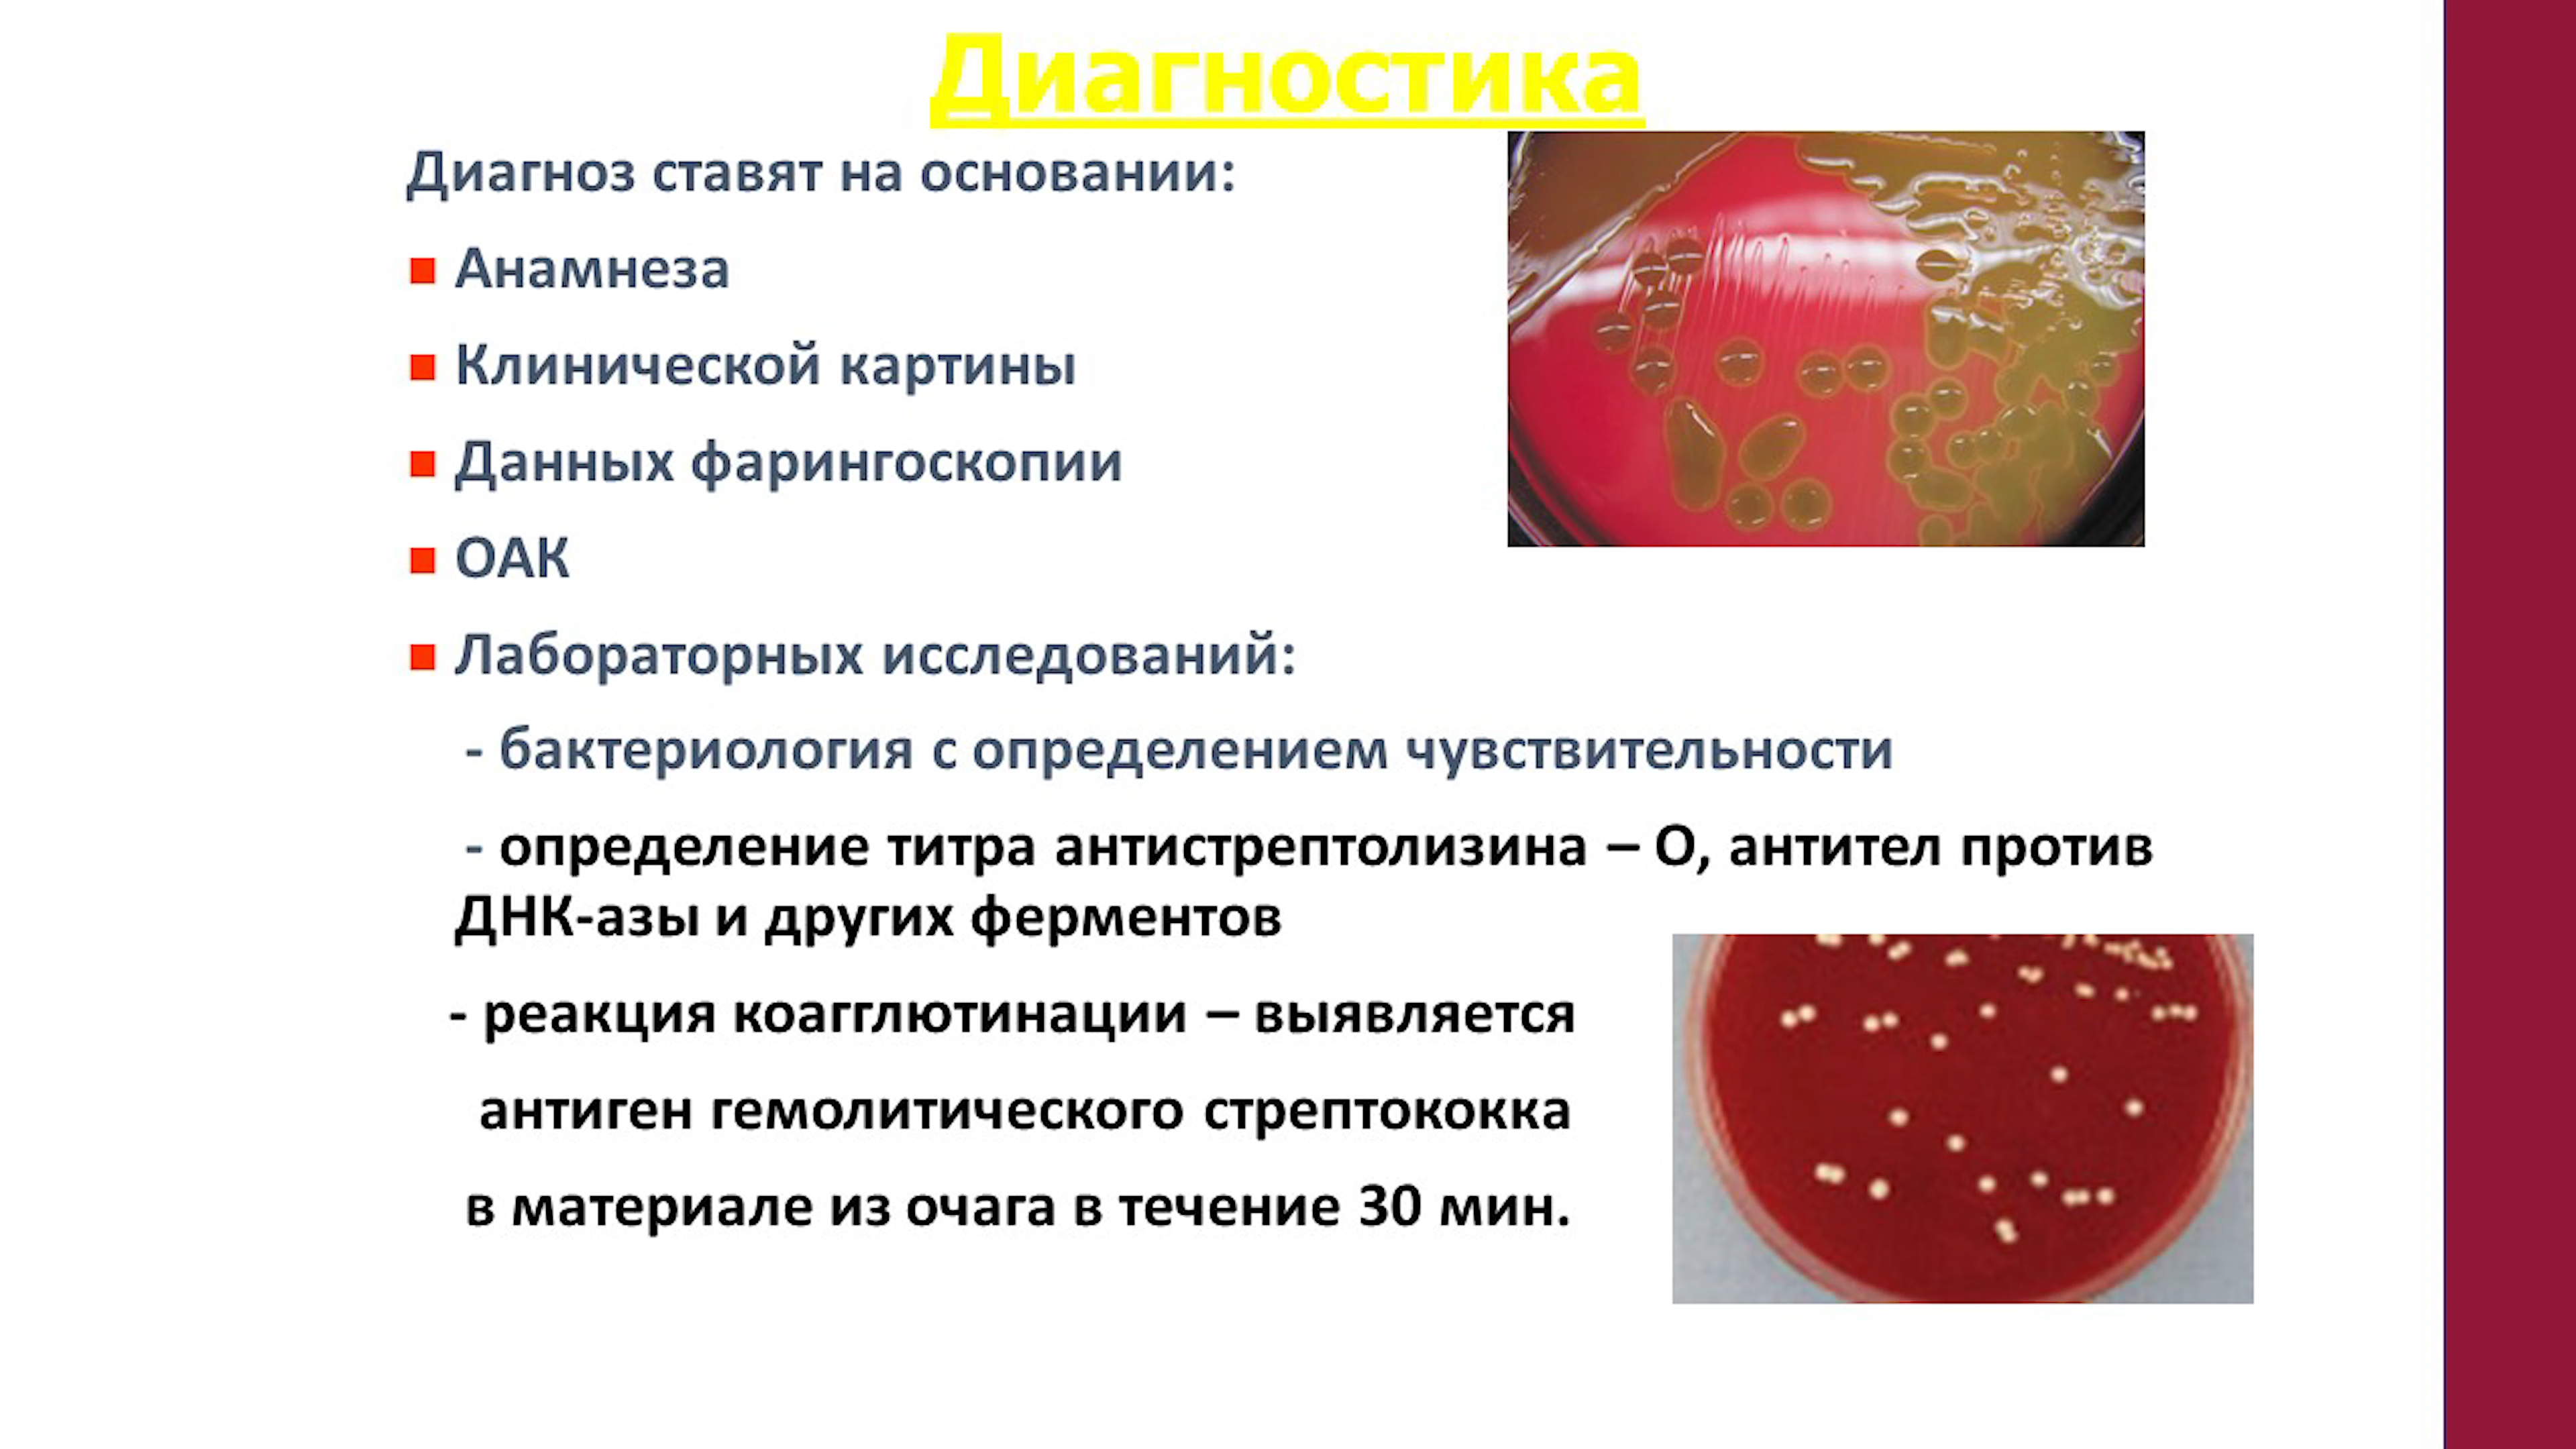 Диагностика
Диагноз ставят на основании:
Анамнеза
Клинической картины
Данных фарингоскопии
ОАК
Лабораторных исследований:
- бактериология с определением чувствительности
- определение титра антистрептолизина – О, антител против
ДНК-азы и других ферментов
- реакция коагглютинации – выявляется
антиген гемолитического стрептококка
в материале из очага в течение 30 мин.